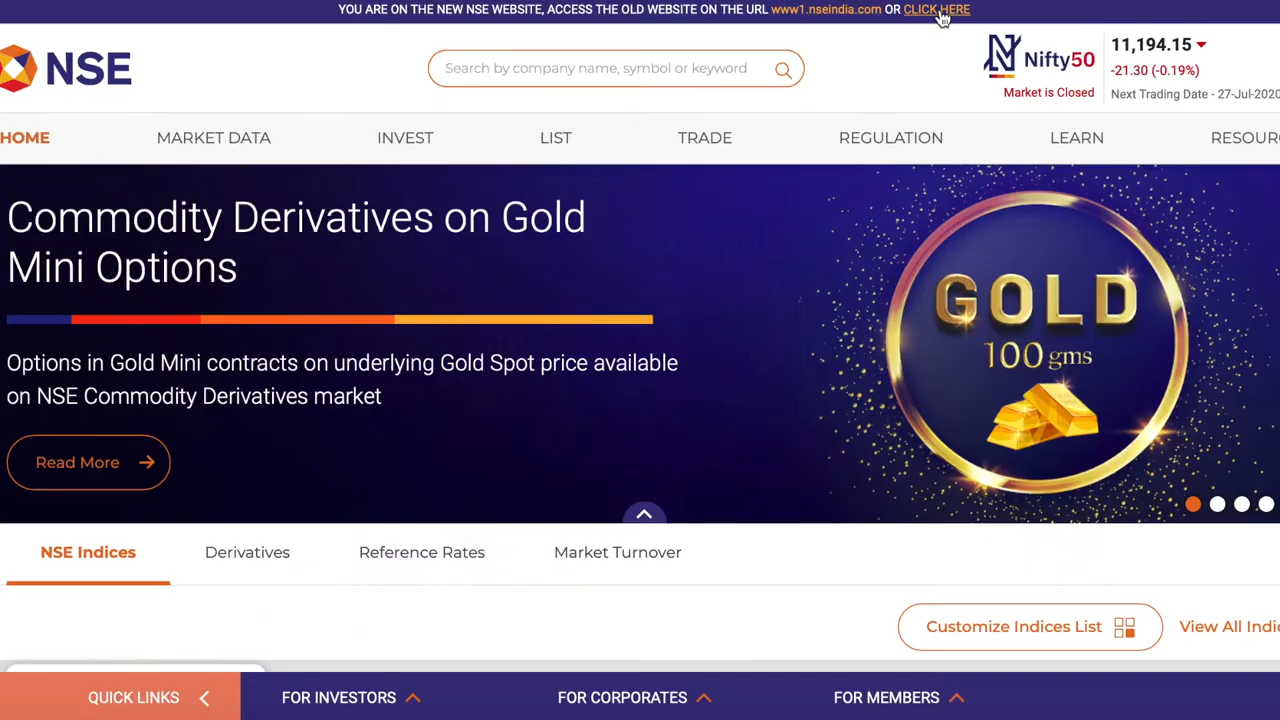 YOU ARE ON THE NEW NSE WEBSITE, ACCESS THE OLD WEBSITE ON THE URL www1.nseindia.com OR CLICK HERE
NSE
Search by company name, symbol or keyword
Nifty50
Market is Closed
11,194.15
-21.30 (-0.19%)
Next Trading Date - 27-Jul-2020
HOME MARKET DATA INVEST LIST TRADE REGULATION LEARN RESOUR
Commodity Derivatives on Gold
Mini Options
Options in Gold Mini contracts on underlying Gold Spot price available
on NSE Commodity Derivatives market
Read More
GOLD
100 gms
NSE Indices Derivatives Reference Rates Market Turnover
Customize Indices List View All Indi
QUICK LINKS FOR INVESTORS FOR CORPORATES FOR MEMBERS